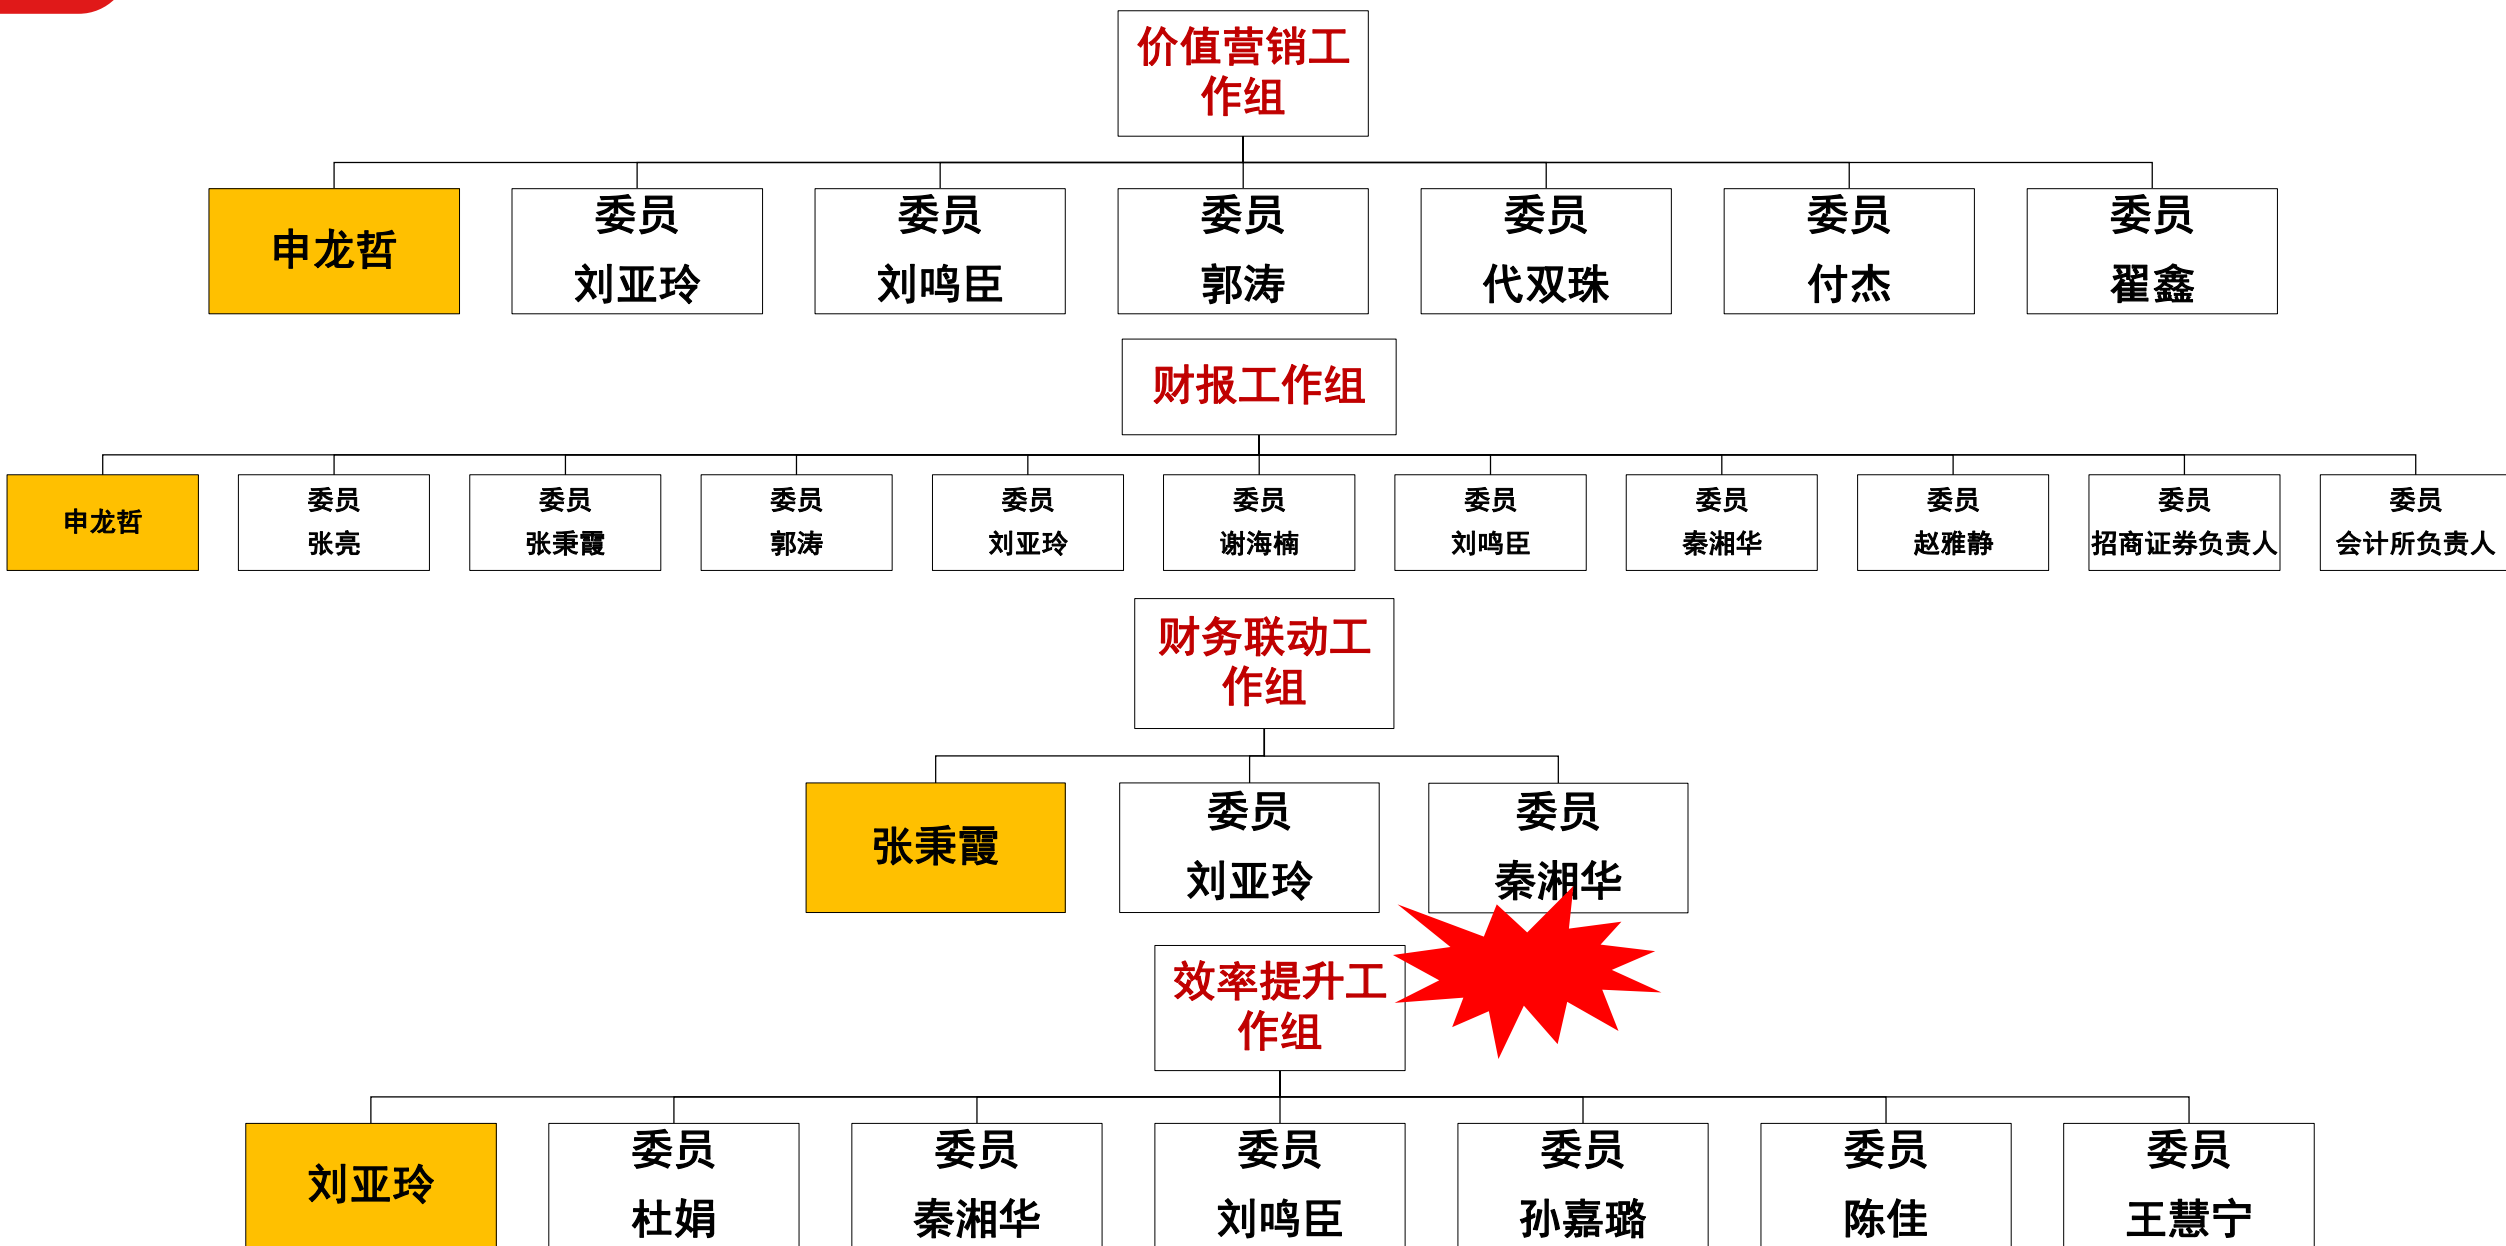 价值营销工
作组
申龙哲
委员
刘亚玲
委员
刘鸣臣
委员
郭涛
委员
代双珠
委员
付杰
委员
翟鑫
财报工作组
申龙哲
委员
张亮
委员
张秉霞
委员
郭涛
委员
刘亚玲
委员
谢海楠
委员
刘鸣臣
委员
秦湘华
委员
赵雅静
委员
招商证券负责人
委员
会计所负责人
财务联动工
作组
张秉霞
委员
刘亚玲
委员
秦湘华
效率提升工
作组
刘亚玲
委员
杜娟
委员
秦湘华
委员
刘鸣臣
委员
孙嘉璐
委员
陈佳
委员
王慧宁